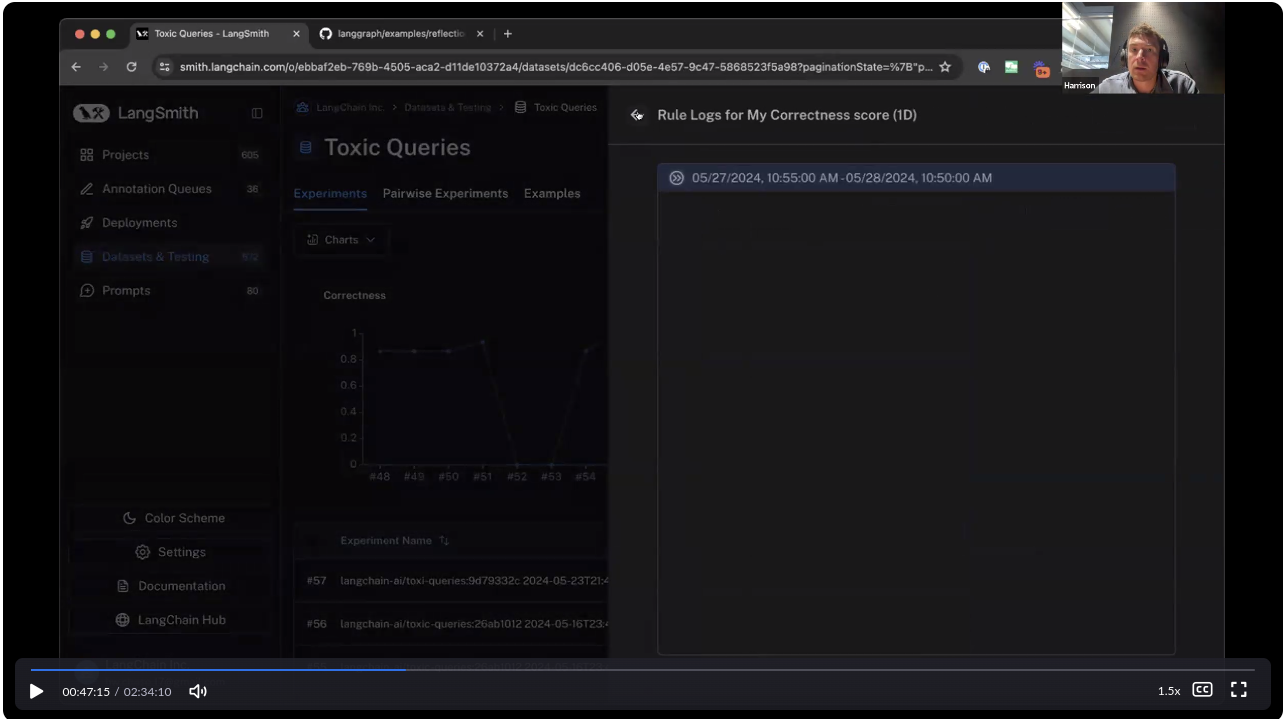 Toxic Queries - LangSmith
langgraph/examples/reflectio
smith.langchain.com/o/ebbaf2eb-769b-4505-aca2-d11de10372a4/datasets/dc6cc406-d05e-4e57-9c47-5868523f5a98?paginationState=%7B"p...
9+
Harrison
LangSmith
Projects 605
Annotation Queues 36
Deployments
Datasets & Testing
Prompts 80
Color Scheme
Settings
Documentation
LangChain Hub
LangChain Inc.
LangChain Inc. > Datasets & Testing > Toxic Queries
Toxic Queries
Experiments Pairwise Experiments Examples
Charts
Correctness
1
0.8
0.6
0.4
0.2
0
#48 #49 #50 #51 #52 #53 #54
Experiment Name
#57 langchain-ai/toxi-queries:9d79332c 2024-05-23T21:4
#56 langchain-ai/toxic-queries:26ab1012 2024-05-16T23:4
Rule Logs for My Correctness score (1D)
05/27/2024, 10:55:00 AM-05/28/2024, 10:50:00 AM
00:47:15 / 02:34:10
1.5x
CC